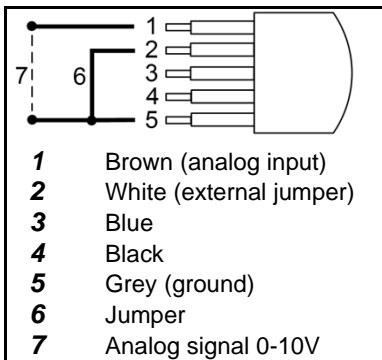 1
2
7 6 3
4
5
1 Brown (analog input)
2 White (external jumper)
3 Blue
4 Black
5 Grey (ground)
6 Jumper
7 Analog signal 0-10V